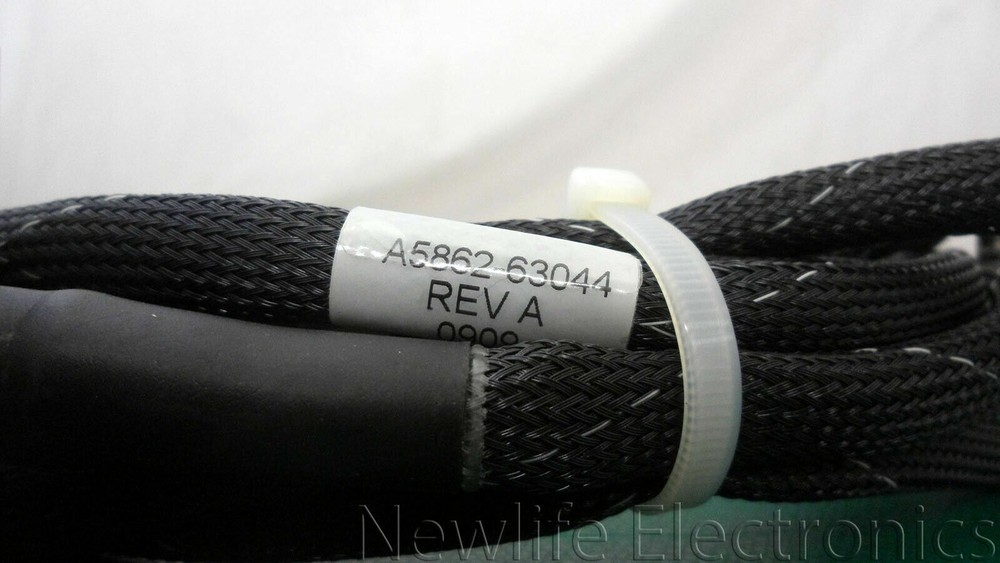 A5862-63044
REV A
Newlife Electronics